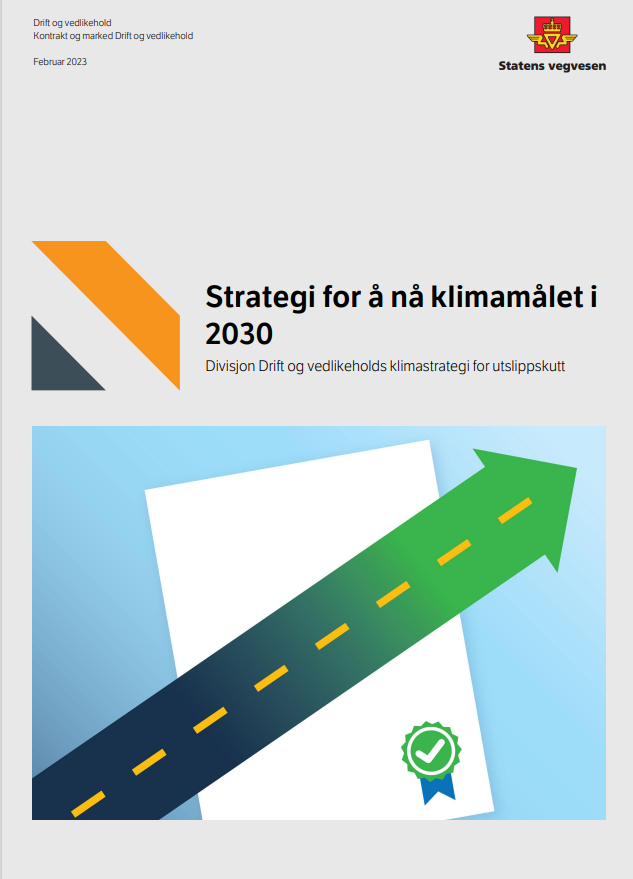 Drift og vedlikehold
Kontrakt og marked Drift og vedlikehold
Februar 2023
Statens vegvesen
Strategi for å nå klimamålet i
2030
Divisjon Drift og vedlikeholds klimastrategi for utslippskutt